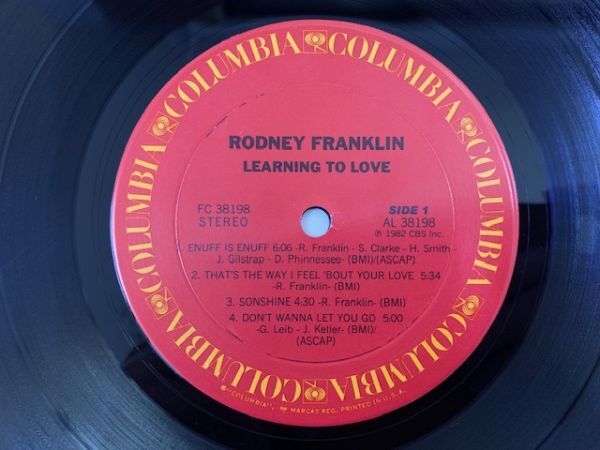 COLUMBIA COLUMBIA COLUMBIA COLUMBIA COLUMBIA COLUMBIA
RODNEY FRANKLIN
LEARNING TO LOVE
FC 38198
STEREO
SIDE 1
AL 38198
℗ 1982 CBS Inc.
1. ENUFF IS ENUFF 6:06 -R. Franklin - S. Clarke - H. Smith -
J. Gilstrap - D. Phinnessee- (BMI)/(ASCAP)
2. THAT'S THE WAY I FEEL 'BOUT YOUR LOVE 5:34
-R. Franklin- (BMI)
3. SONSHINE 4:30 -R. Franklin- (BMI)
4. DON'T WANNA LET YOU GO 5:00
-G. Leib - J. Keller- (BMI)/
(ASCAP)
"COLUMBIA", MARCAS REG. PRINTED IN U.S.A.